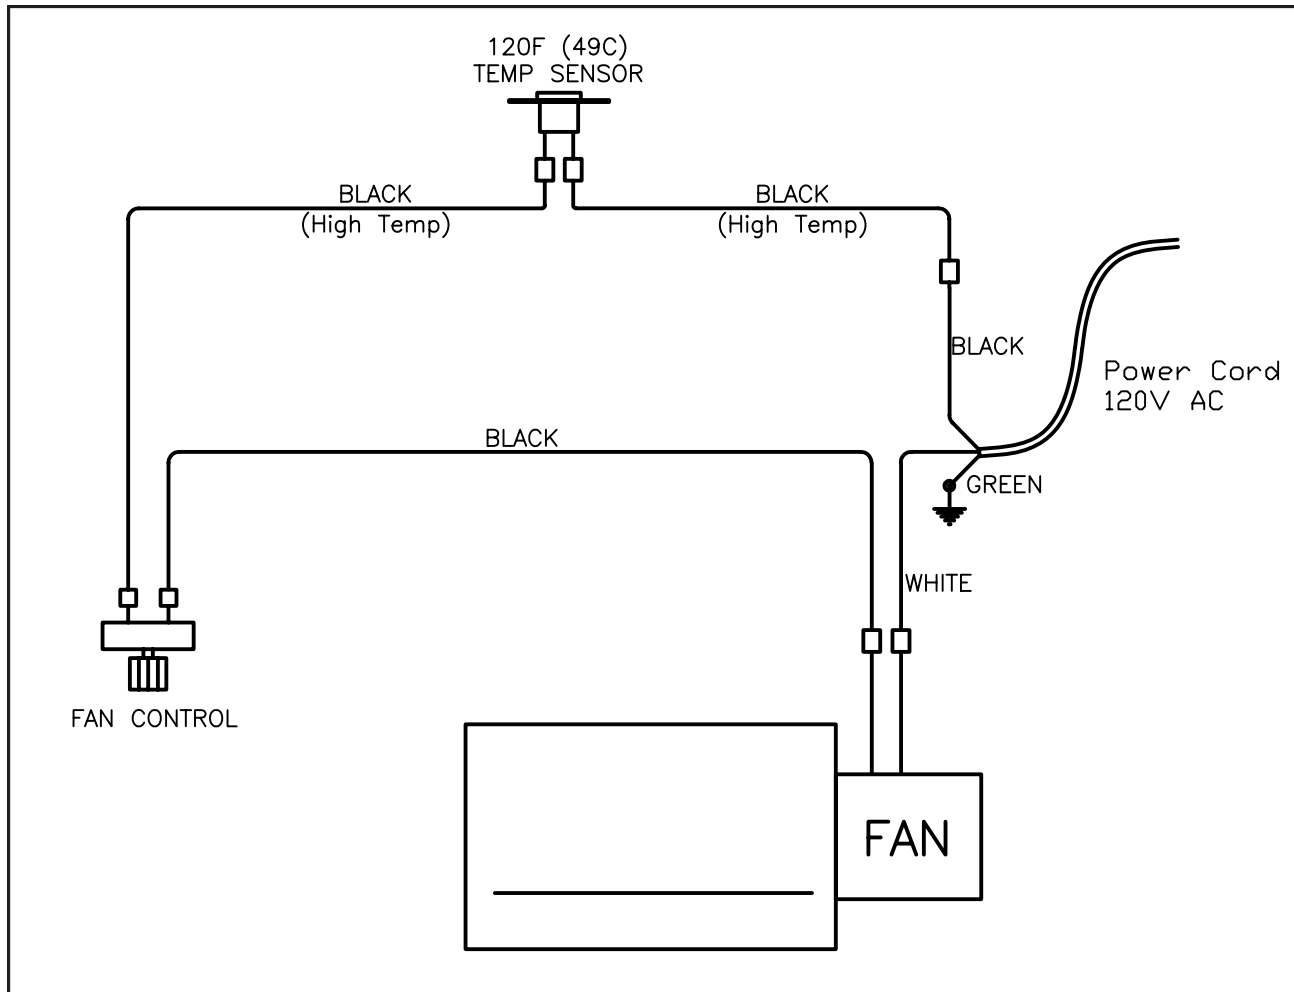 120F (49C)
TEMP SENSOR
BLACK
(High Temp)
BLACK
(High Temp)
BLACK
Power Cord
120V AC
BLACK
GREEN
WHITE
FAN CONTROL
FAN